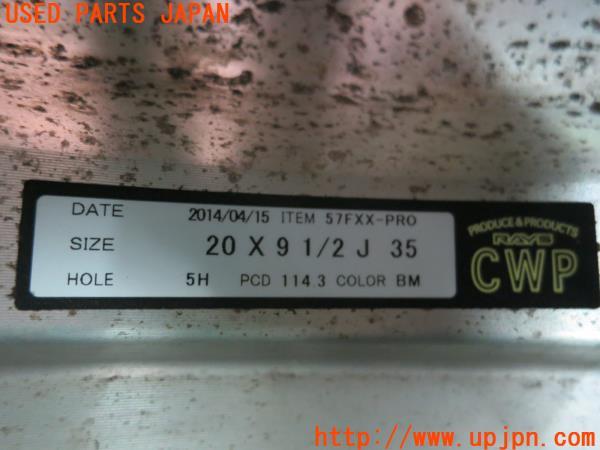 USED PARTS JAPAN
DATE 2014/04/15 ITEM 57FXX-PRO
SIZE 20 X 9 1/2 J 35
HOLE 5H PCD 114.3 COLOR BM
PRODUCE & PRODUCTS
RAYS
CWP
http://www.upjpn.com/